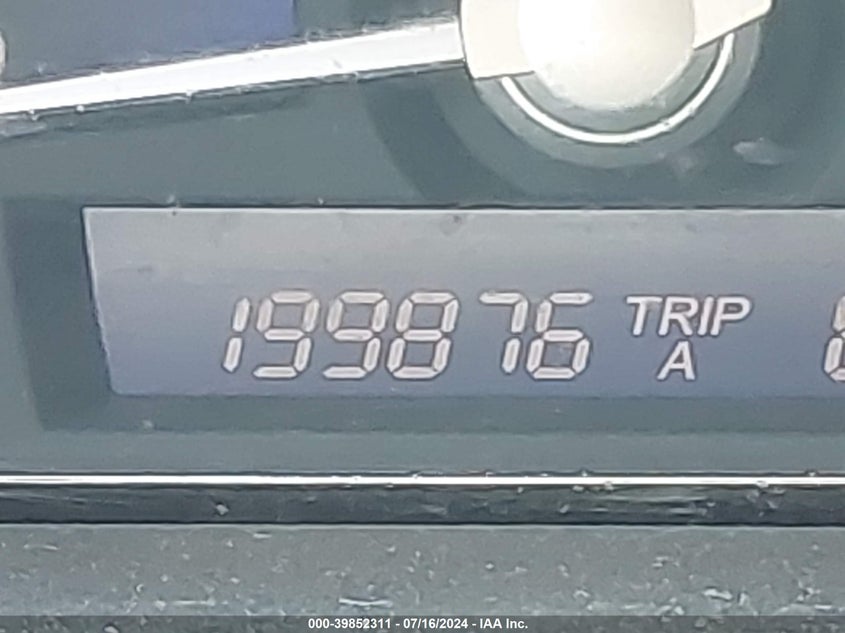 199876 TRIP
A
000-39852311 - 07/16/2024 - IAA Inc.